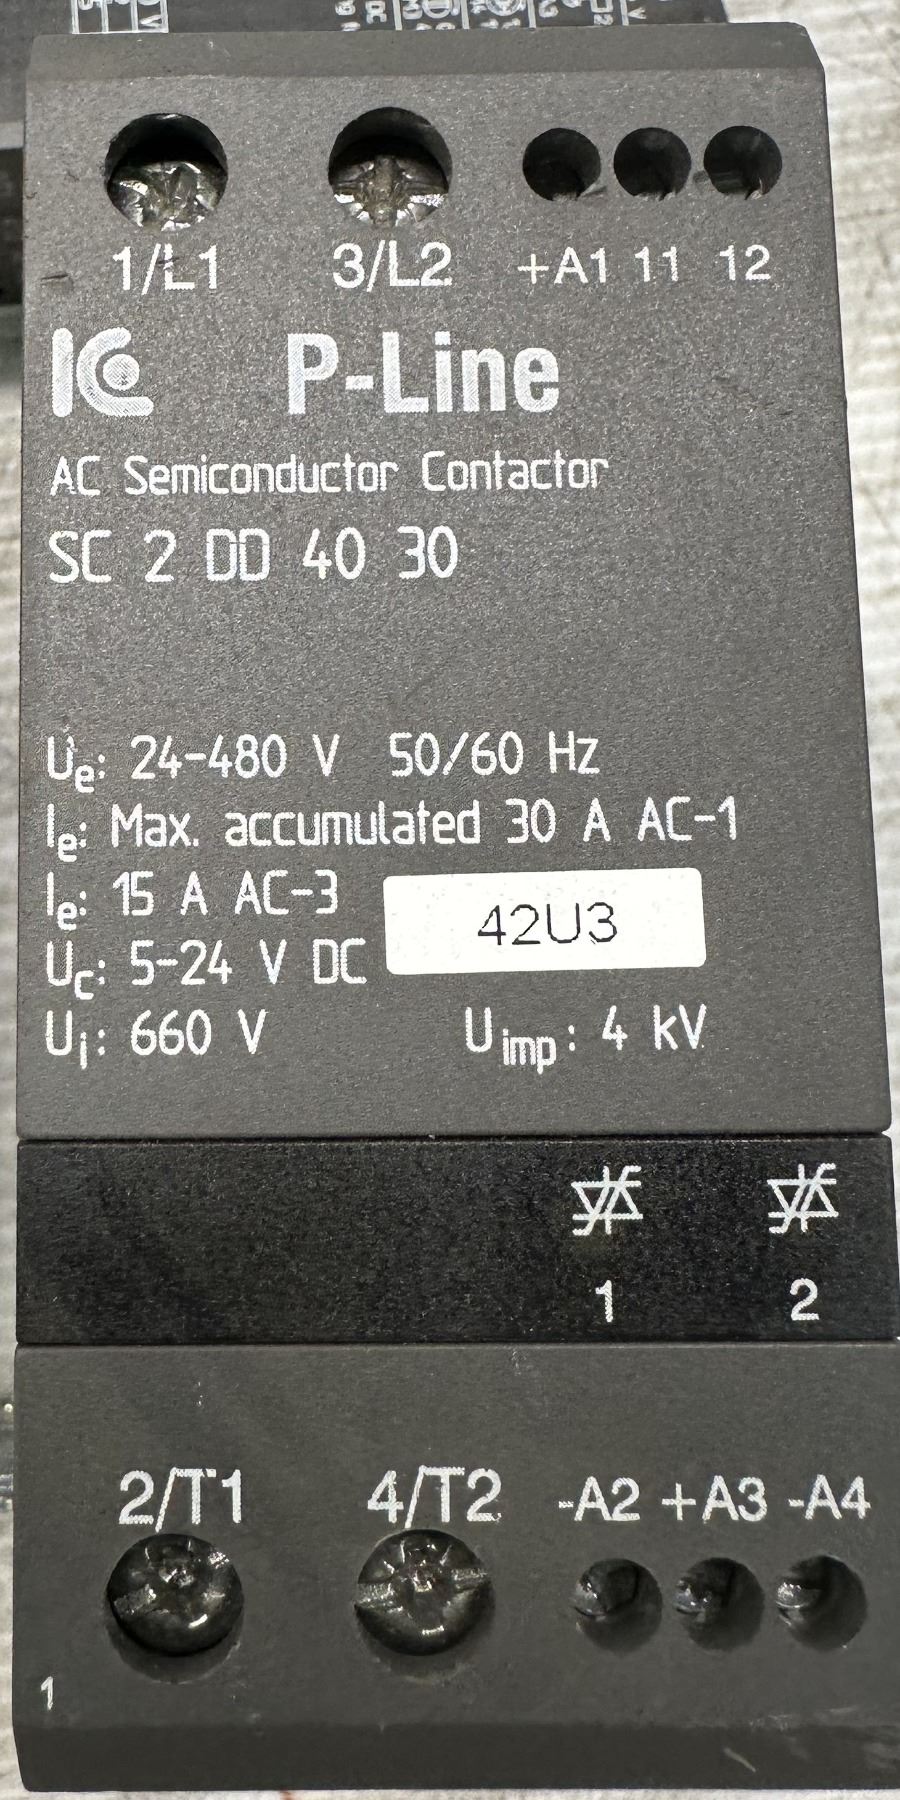 1/L1 3/L2 +A1 11 12
IC P-Line
AC Semiconductor Contactor
SC 2 DD 40 30
Ue: 24-480 V 50/60 Hz
Ie: Max. accumulated 30 A AC-1
Ie: 15 A AC-3
42U3
Uc: 5-24 V DC
Ui: 660 V Uimp: 4 kV
1 2
2/T1 4/T2 -A2 +A3 -A4
1